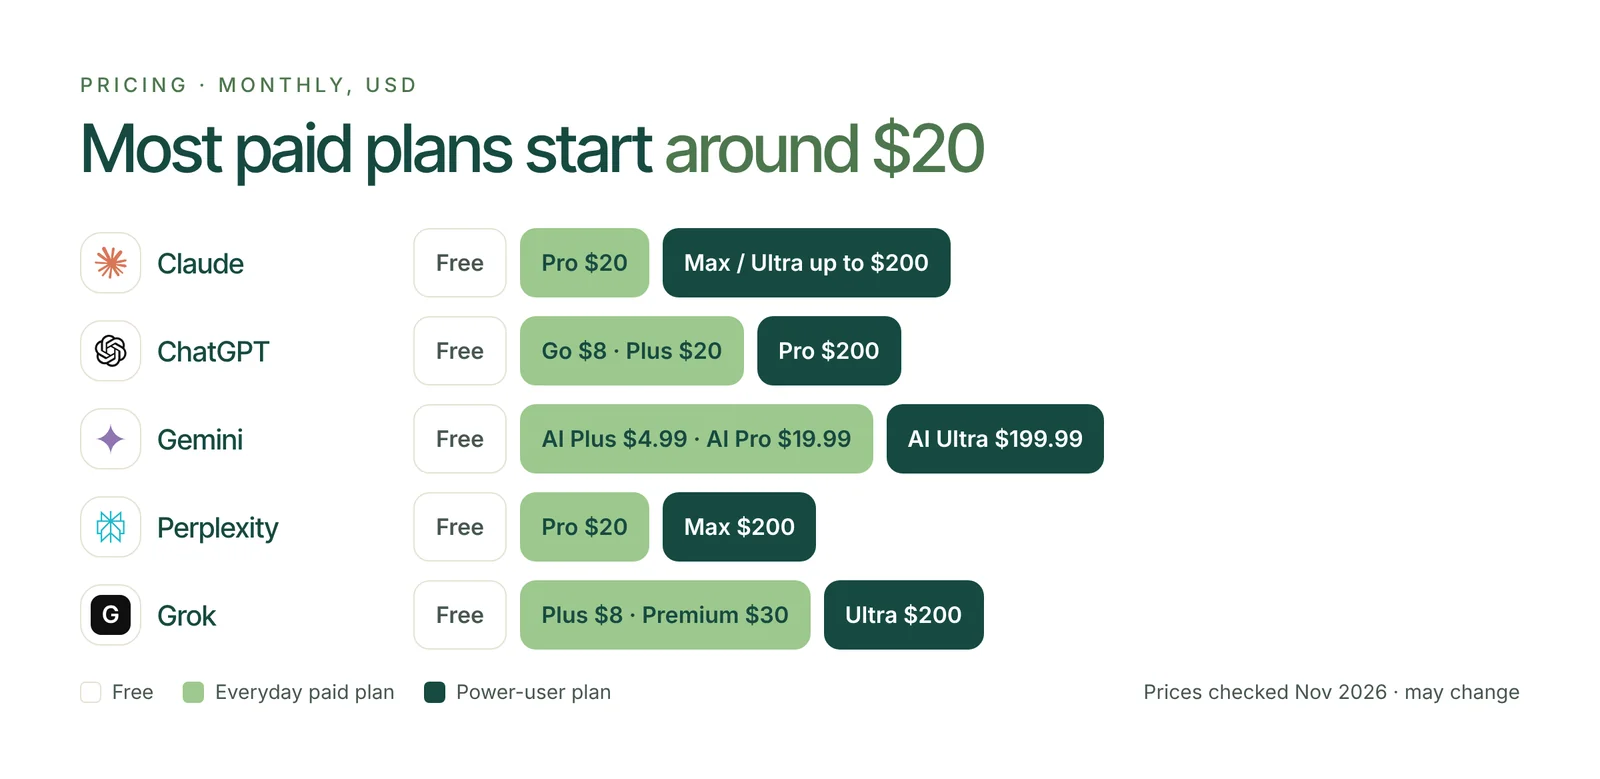 PRICING · MONTHLY, USD
Most paid plans start around $20
Claude Free Pro $20 Max / Ultra up to $200
ChatGPT Free Go $8 · Plus $20 Pro $200
Gemini Free AI Plus $4.99 · AI Pro $19.99 AI Ultra $199.99
Perplexity Free Pro $20 Max $200
G Grok Free Plus $8 · Premium $30 Ultra $200
Free Everyday paid plan Power-user plan Prices checked Nov 2026 · may change